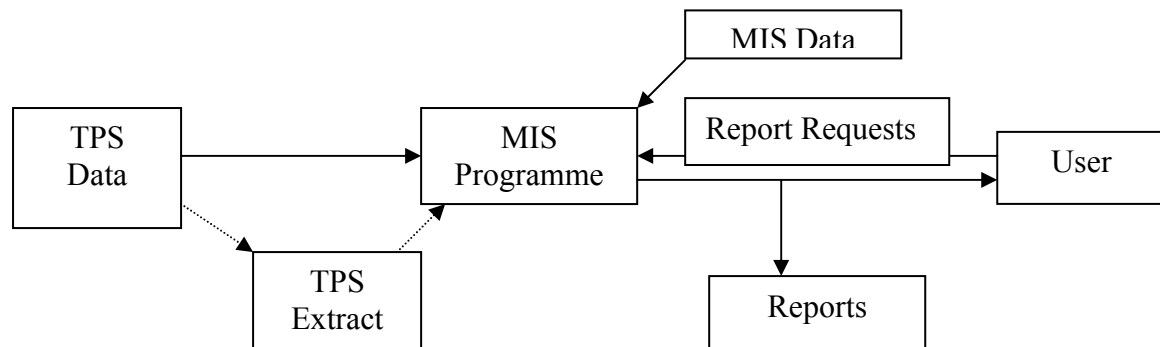 MIS Data
TPS
Data
MIS
Programme
Report Requests
User
TPS
Extract
Reports